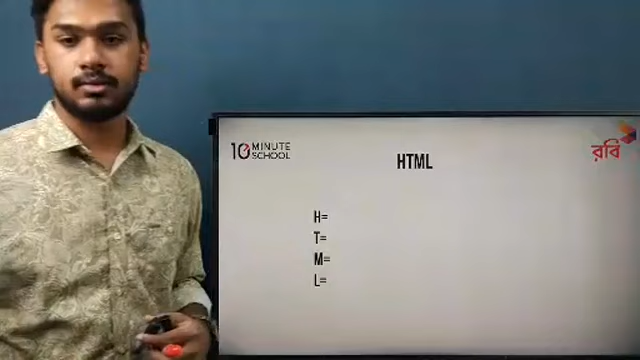 10 MINUTE
SCHOOL
রবি
HTML
H=
T=
M=
L=